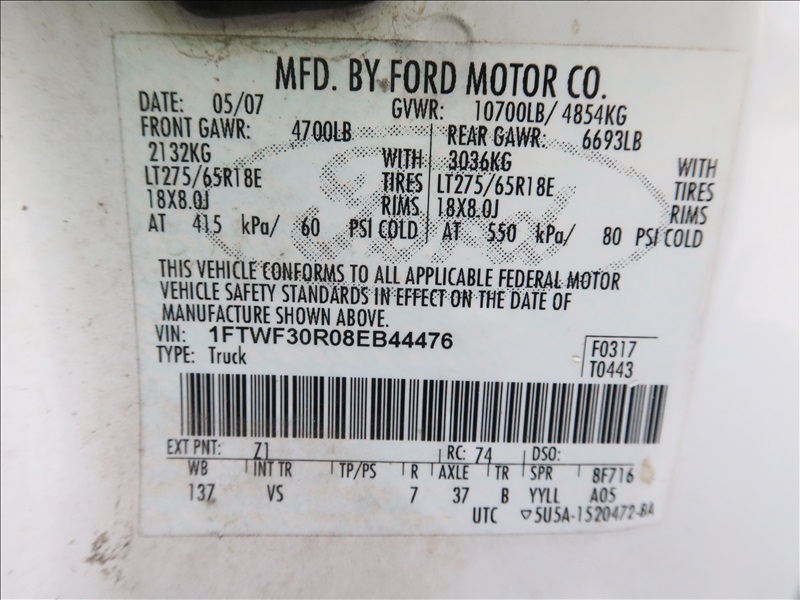 MFD. BY FORD MOTOR CO.
DATE: 05/07 GVWR: 10700LB/ 4854KG
FRONT GAWR: 4700LB REAR GAWR: 6693LB
2132KG WITH 3036KG WITH
LT275/65R18E TIRES LT275/65R18E TIRES
18X8.0J RIMS 18X8.0J RIMS
AT 415 kPa/ 60 PSI COLD AT 550 kPa/ 80 PSI COLD
THIS VEHICLE CONFORMS TO ALL APPLICABLE FEDERAL MOTOR
VEHICLE SAFETY STANDARDS IN EFFECT ON THE DATE OF
MANUFACTURE SHOWN ABOVE.
VIN: 1FTWF30R08EB44476
TYPE: Truck
F0317
T0443
EXT PNT: Z1 RC: 74 DSO:
WB INT TR TP/PS R AXLE TR SPR 8F716
137 VS 7 37 B YYLL A05
UTC ▽5U5A-1520472-BA